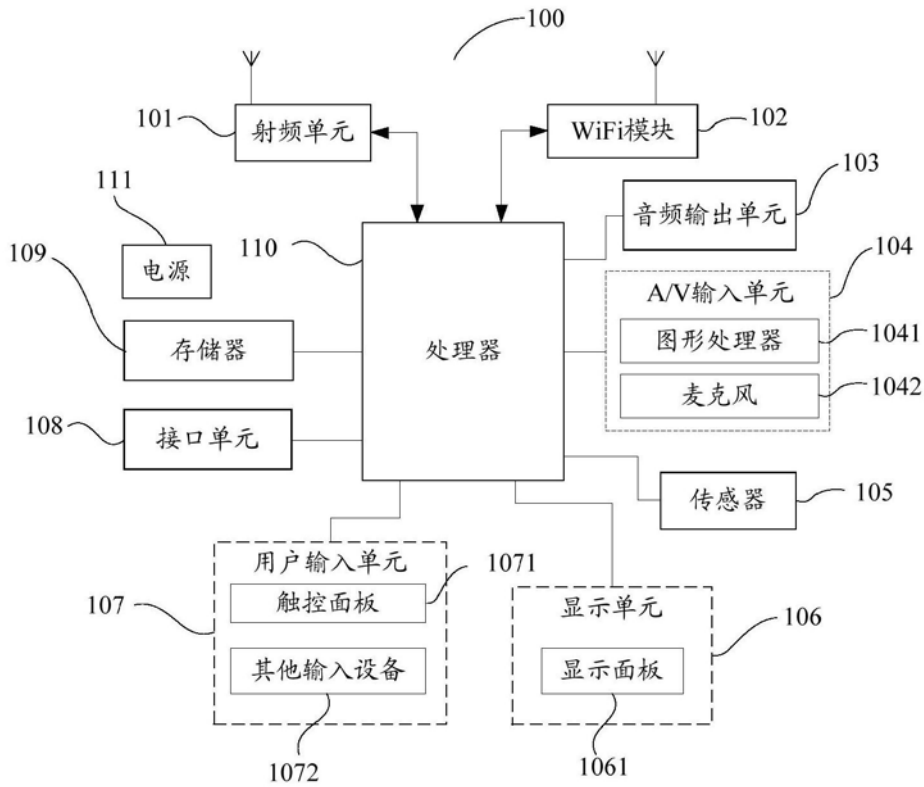 100
101
射频单元
WiFi模块
102
111
电源
110
音频输出单元
103
109
存储器
处理器
A/V输入单元
104
图形处理器
1041
麦克风
1042
108
接口单元
传感器
105
用户输入单元
1071
107
触控面板
其他输入设备
1072
显示单元
106
显示面板
1061